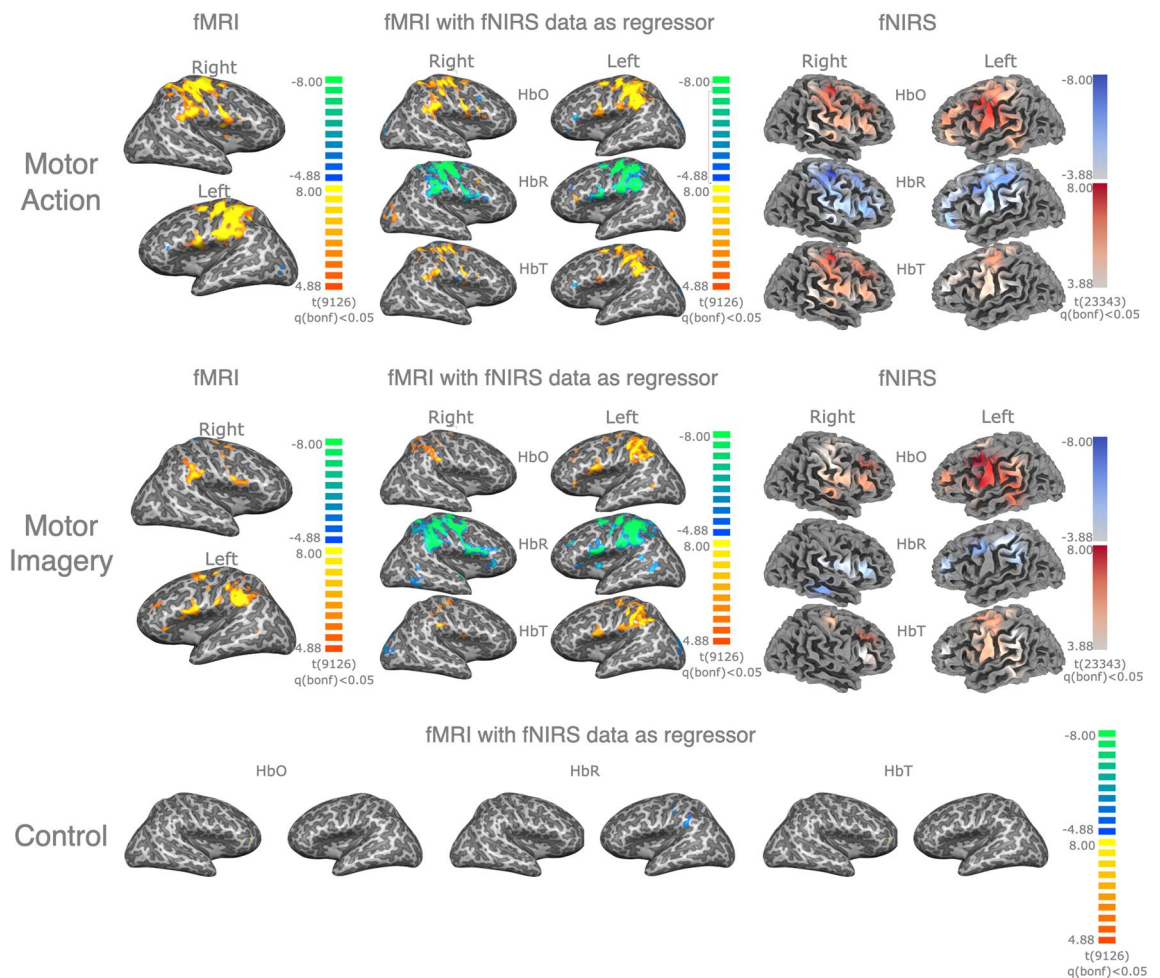 fMRI
fMRI with fNIRS data as regressor
fNIRS
Right
Right
Left
Right
Left
-8.00
HbO
-8.00
HbO
-8.00
Motor
Action
-4.88
8.00
HbR
-4.88
8.00
HbR
-3.88
8.00
Left
HbT
HbT
4.88
t(9126)
q(bonf)<0.05
4.88
t(9126)
q(bonf)<0.05
3.88
t(23343)
q(bonf)<0.05
fMRI
fMRI with fNIRS data as regressor
fNIRS
Right
Right
Left
Right
Left
-8.00
HbO
-8.00
HbO
-8.00
Motor
Imagery
-4.88
8.00
HbR
-4.88
8.00
HbR
-3.88
8.00
Left
HbT
HbT
4.88
t(9126)
q(bonf)<0.05
4.88
t(9126)
q(bonf)<0.05
3.88
t(23343)
q(bonf)<0.05
fMRI with fNIRS data as regressor
-8.00
HbO
HbR
HbT
Control
-4.88
8.00
4.88
t(9126)
q(bonf)<0.05